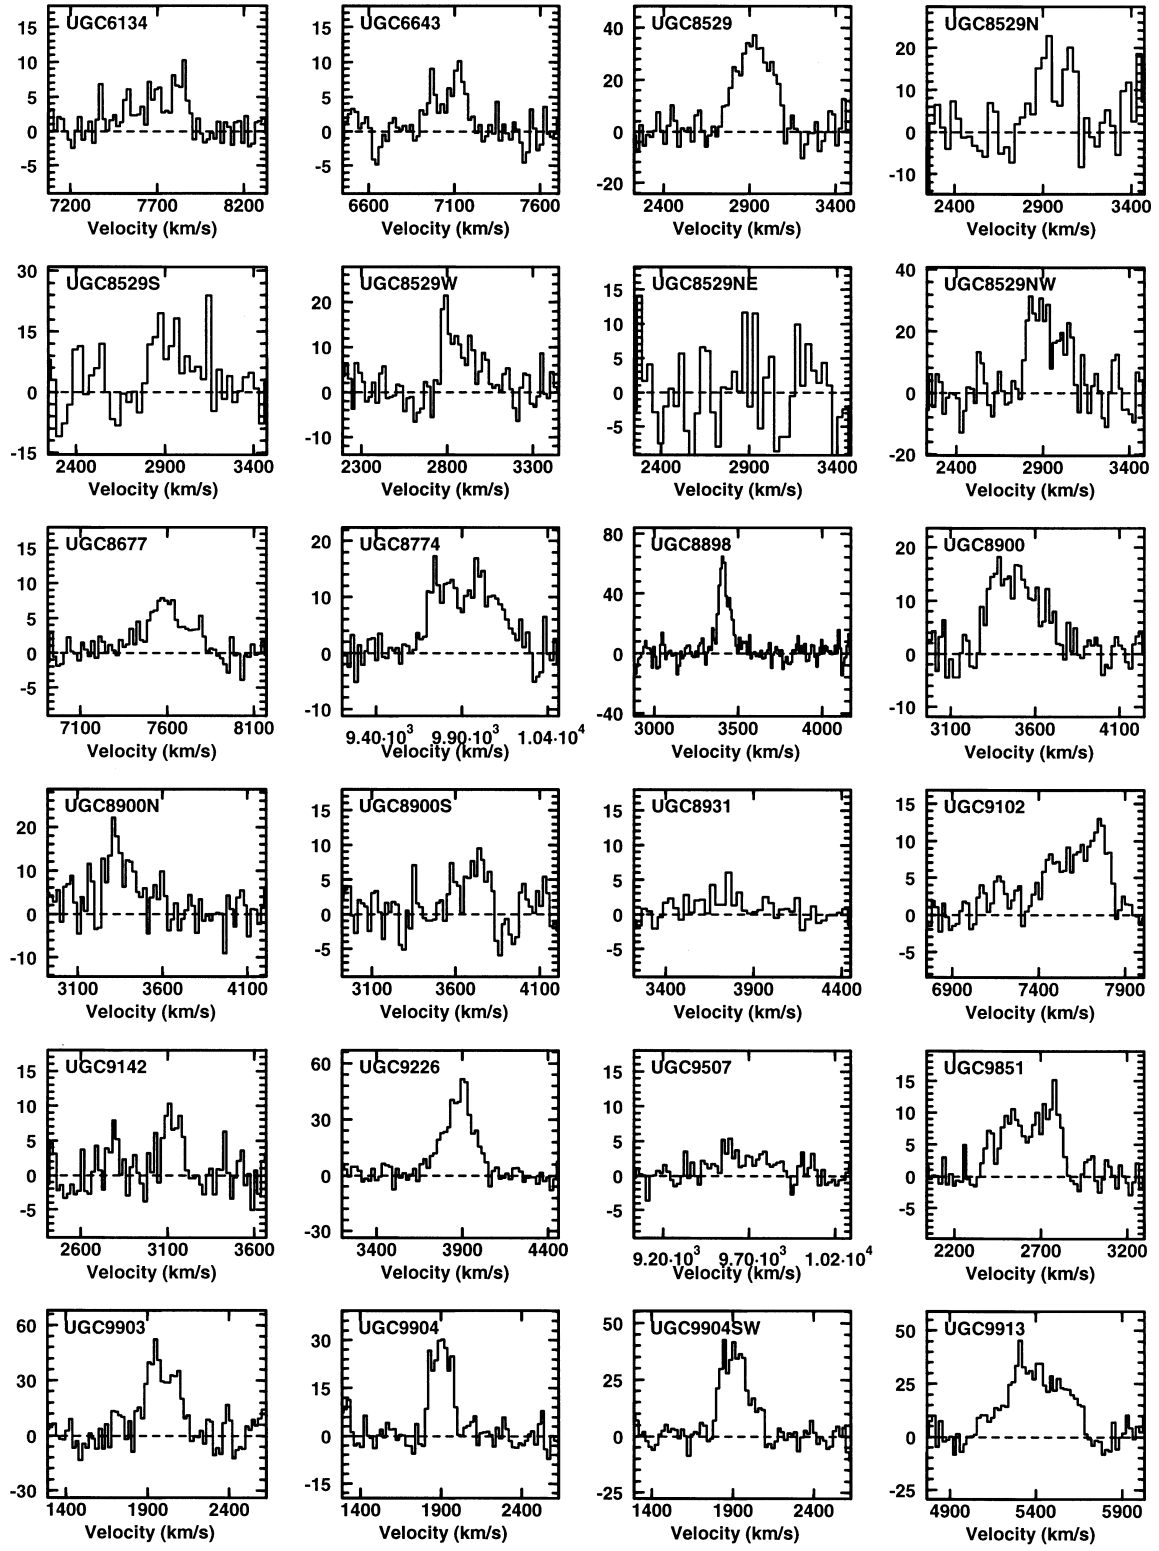 UGC6134
18
15
10
5
0
-5
7200 7700 8200
Velocity (km/s)
UGC6643
15
10
5
0
-5
6600 7100 7600
Velocity (km/s)
UGC8529
40
20
0
-20
2400 2900 3400
Velocity (km/s)
UGC8529N
20
10
0
-10
2400 2900 3400
Velocity (km/s)
UGC8529S
30
15
0
-15
2400 2900 3400
Velocity (km/s)
UGC8529W
20
10
0
-10
2300 2800 3300
Velocity (km/s)
UGC8529NE
15
10
5
0
-5
2400 2900 3400
Velocity (km/s)
UGC8529NW
40
20
0
-20
2400 2900 3400
Velocity (km/s)
UGC8677
15
10
5
0
-5
7100 7600 8100
Velocity (km/s)
UGC8774
20
10
0
-10
9.40·10³ 9.90·10³ 1.04·10⁴
Velocity (km/s)
UGC8898
80
40
0
-40
3000 3500 4000
Velocity (km/s)
UGC8900
20
10
0
-10
3100 3600 4100
Velocity (km/s)
UGC8900N
20
10
0
-10
3100 3600 4100
Velocity (km/s)
UGC8900S
15
10
5
0
-5
3100 3600 4100
Velocity (km/s)
UGC8931
15
10
5
0
-5
3400 3900 4400
Velocity (km/s)
UGC9102
15
10
5
0
-5
6900 7400 7900
Velocity (km/s)
UGC9142
15
10
5
0
-5
2600 3100 3600
Velocity (km/s)
UGC9226
60
30
0
-30
3400 3900 4400
Velocity (km/s)
UGC9507
15
10
5
0
-5
9.20·10³ 9.70·10³ 1.02·10⁴
Velocity (km/s)
UGC9851
15
10
5
0
-5
2200 2700 3200
Velocity (km/s)
UGC9903
60
30
0
-30
1400 1900 2400
Velocity (km/s)
UGC9904
30
15
0
-15
1400 1900 2400
Velocity (km/s)
UGC9904SW
50
25
0
-25
1400 1900 2400
Velocity (km/s)
UGC9913
50
25
0
-25
4900 5400 5900
Velocity (km/s)